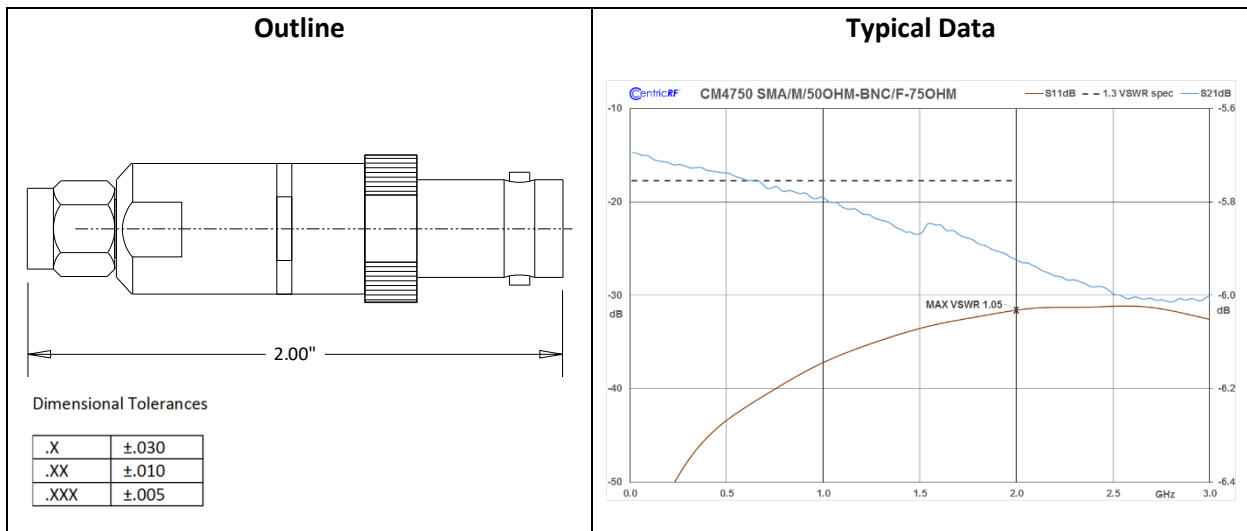 Outline
2.00"
Dimensional Tolerances
.X ±.030
.XX ±.010
.XXX ±.005
Typical Data
CentricRF CM4750 SMA/M/50OHM-BNC/F-75OHM S11dB 1.3 VSWR spec S21dB
-10 -5.6
-20 -5.8
-30 -6.0
dB dB
MAX VSWR 1.05
-40 -6.2
-50 -6.4
0.0 0.5 1.0 1.5 2.0 2.5 GHz 3.0